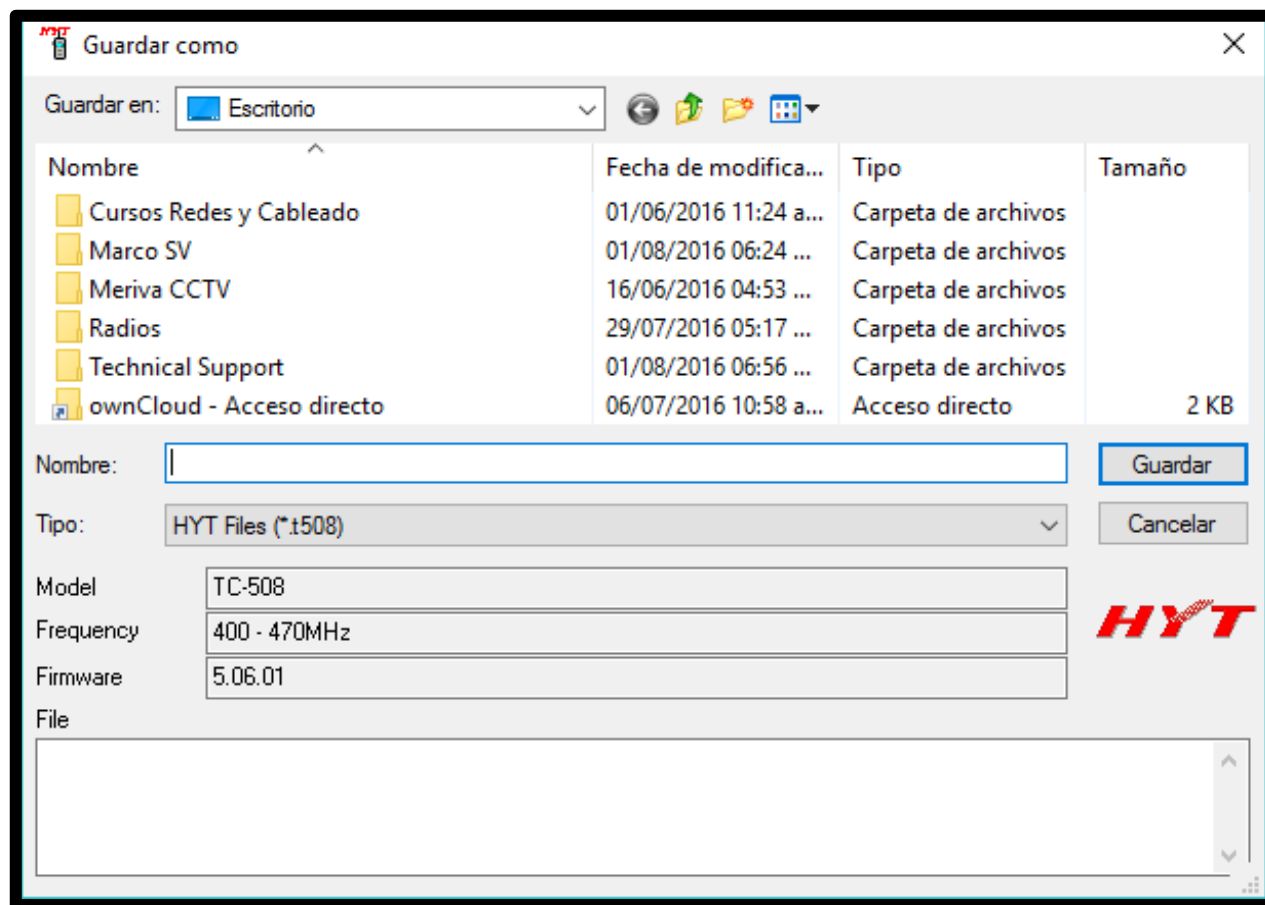 HYT
Guardar como
Guardar en: Escritorio
Nombre Fecha de modifica... Tipo Tamaño
Cursos Redes y Cableado 01/06/2016 11:24 a... Carpeta de archivos
Marco SV 01/08/2016 06:24 ... Carpeta de archivos
Meriva CCTV 16/06/2016 04:53 ... Carpeta de archivos
Radios 29/07/2016 05:17 ... Carpeta de archivos
Technical Support 01/08/2016 06:56 ... Carpeta de archivos
ownCloud - Acceso directo 06/07/2016 10:58 a... Acceso directo 2 KB
Nombre: Guardar
Tipo: HYT Files (*.t508) Cancelar
Model TC-508
HYT
Frequency 400 - 470MHz
Firmware 5.06.01
File